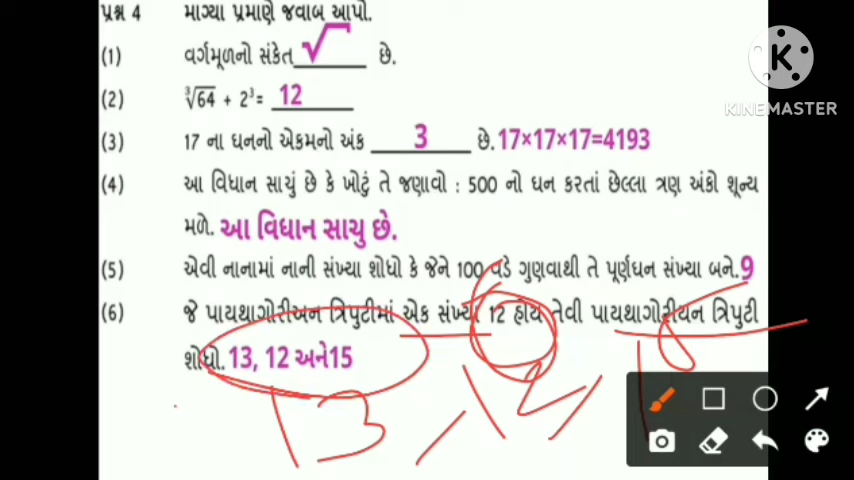 પ્રશ્ન 4 માગ્યા પ્રમાણે જવાબ આપો.
(1) વર્ગમૂળનો સંકેત √ છે.
(2) ∛64 + 2³ = 12
(3) 17 ના ઘનનો એકમનો અંક 3 છે. 17×17×17=4193
(4) આ વિધાન સાચું છે કે ખોટું તે જણાવો : 500 નો ઘન કરતાં છેલ્લા ત્રણ અંકો શૂન્ય
મળે. આ વિધાન સાચુ છે.
(5) એવી નાનામાં નાની સંખ્યા શોધો કે જેને 100 વડે ગુણવાથી તે પૂર્ણઘન સંખ્યા બને. 9
(6) જે પાયથાગોરીઅન ત્રિપુટીમાં એક સંખ્યા 12 હોય તેવી પાયથાગોરીયન ત્રિપુટી
શોધો. 13, 12 અને15
13, 12,
K
KINEMASTER